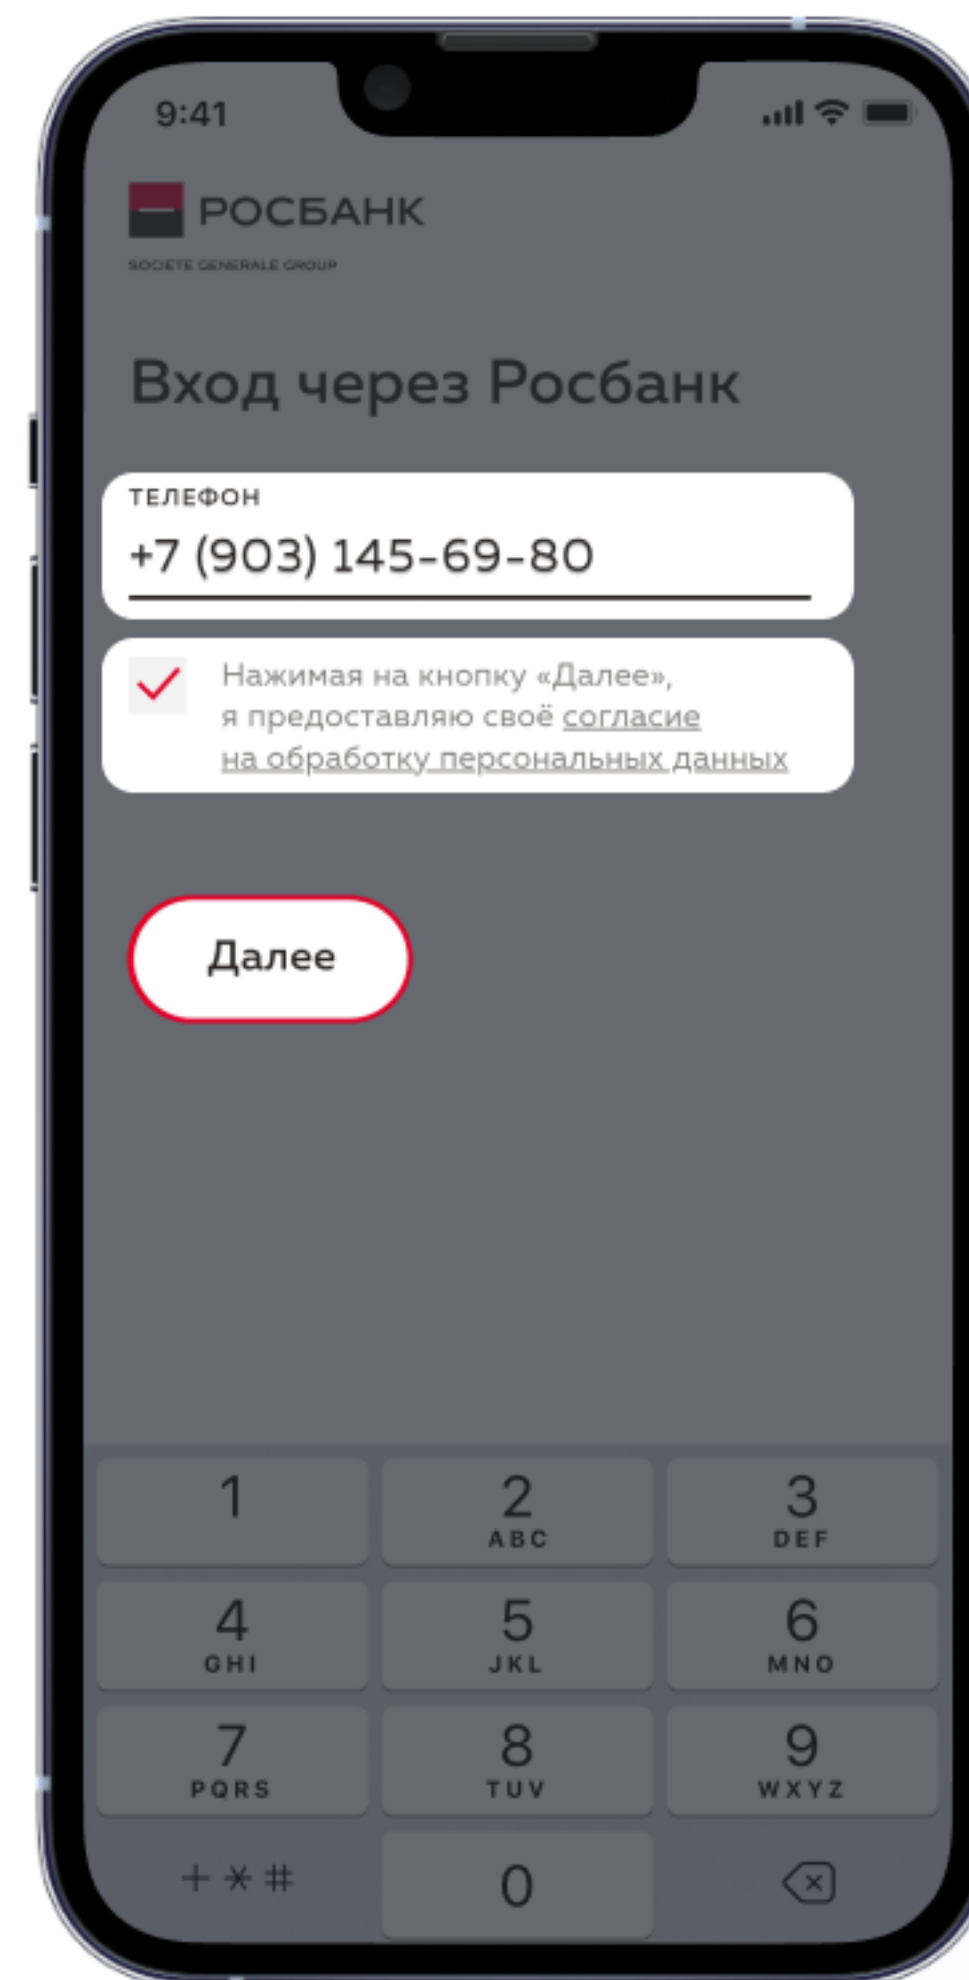 9:41
РОСБАНК
SOCIETE GENERALE GROUP
Вход через Росбанк
ТЕЛЕФОН
+7 (903) 145-69-80
Нажимая на кнопку «Далее»,
я предоставляю своё согласие
на обработку персональных данных
Далее
1 2 3
ABC DEF
4 5 6
GHI JKL MNO
7 8 9
PQRS TUV WXYZ
+ * # 0